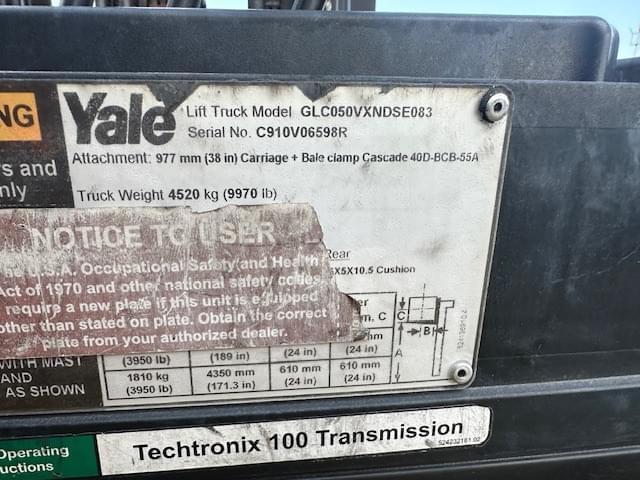 NG
Yale
Lift Truck Model GLC050VXNDSE083
Serial No. C910V06598R
Attachment: 977 mm (38 in) Carriage + Bale clamp Cascade 40D-BCB-55A
rs and
nly
Truck Weight 4520 kg (9970 lb)
NOTICE TO USER
Rear
X5X10.5 Cushion
he U.S.A. Occupational Safety and Health
Act of 1970 and other national safety codes
require a new plate if this unit is equipped
other than stated on plate. Obtain the correct
plate from your authorized dealer.
C
B
A
WITH MAST (3950 lb) (189 in) (24 in) (24 in)
AND 1810 kg 4350 mm 610 mm 610 mm
AS SHOWN (3950 lb) (171.3 in) (24 in) (24 in)
Operating
uctions
Techtronix 100 Transmission
524232161 02